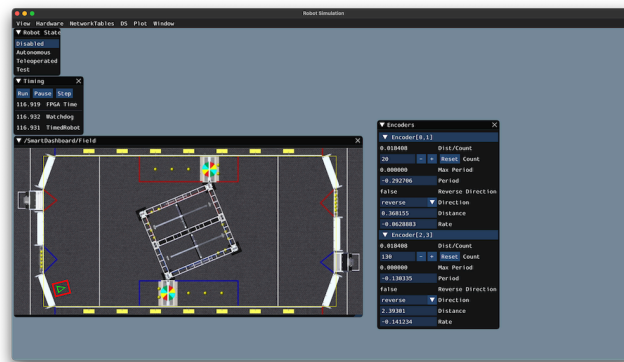 Robot Simulation
View Hardware NetworkTables DS Plot Window
Robot State
Disabled
Autonomous
Teleoperated
Test
Timing
Run Pause Step
116.919 FPGA Time
116.932 Watchdog
116.931 TimedRobot
/SmartDashboard/Field
Encoders
Encoder[0,1]
0.018408 Dist/Count
20 - + Reset Count
0.000000 Max Period
-0.292706 Period
false Reverse Direction
reverse Direction
0.368155 Distance
-0.0628883 Rate
Encoder[2,3]
0.018408 Dist/Count
130 - + Reset Count
0.000000 Max Period
-0.130335 Period
false Reverse Direction
reverse Direction
2.39301 Distance
-0.141234 Rate